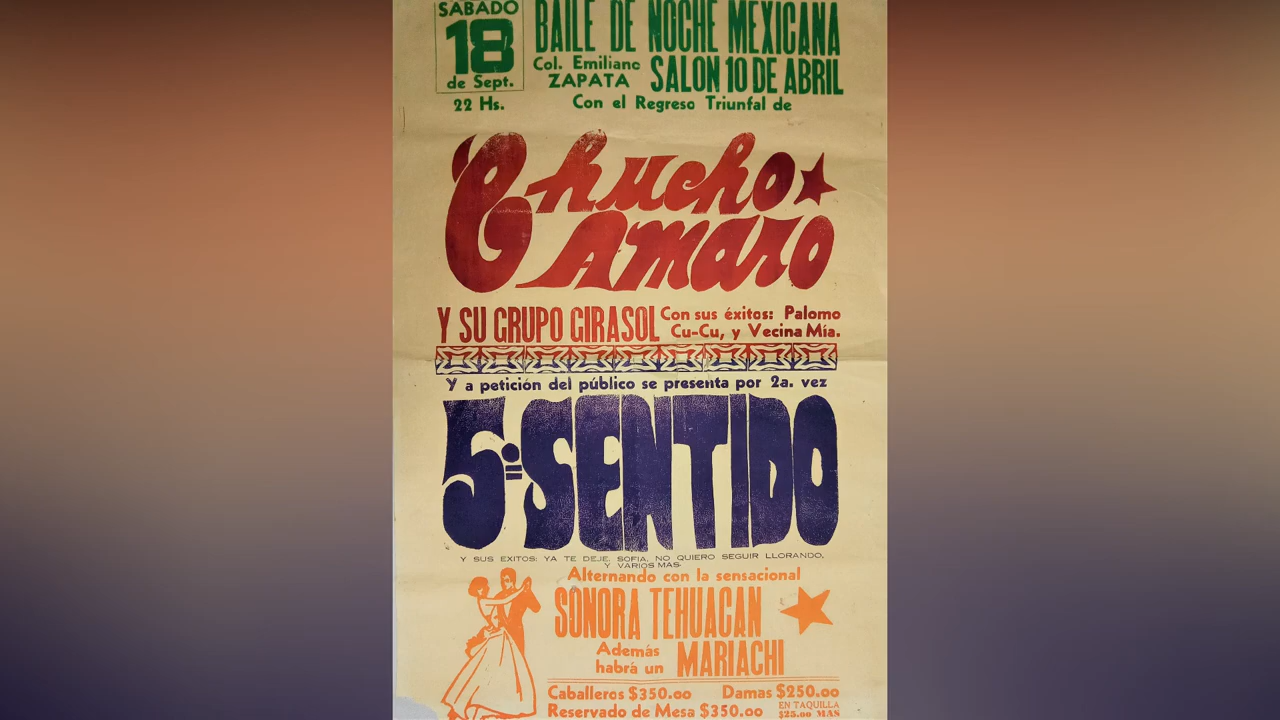 SABADO
18
de Sept.
22 Hs.
BAILE DE NOCHE MEXICANA
Col. Emiliano
ZAPATA
SALON 10 DE ABRIL
Con el Regreso Triunfal de
Chucho
Amaro
Y SU GRUPO GIRASOL
Con sus éxitos: Palomo
Cu-Cu, y Vecina Mía.
Y a petición del público se presenta por 2a. vez
5o SENTIDO
Y SUS EXITOS: YA TE DEJE, SOFIA, NO QUIERO SEGUIR LLORANDO,
Y VARIOS MAS.
Alternando con la sensacional
SONORA TEHUACAN
Además
habrá un
MARIACHI
Caballeros $350.00 Damas $250.00
Reservado de Mesa $350.00
EN TAQUILLA
$25.00 MAS